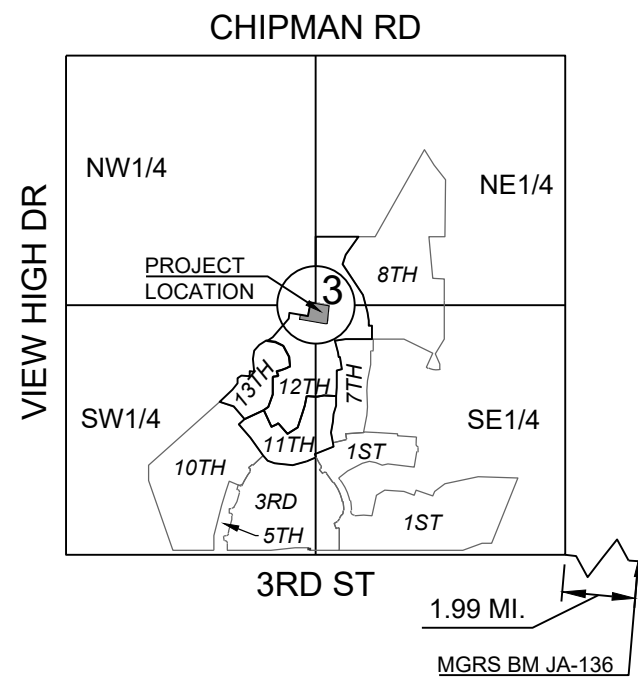 CHIPMAN RD
VIEW HIGH DR
NW1/4
NE1/4
PROJECT
LOCATION
3
8TH
13TH
12TH
7TH
SW1/4
SE1/4
11TH
1ST
10TH
3RD
1ST
5TH
3RD ST
1.99 MI.
MGRS BM JA-136